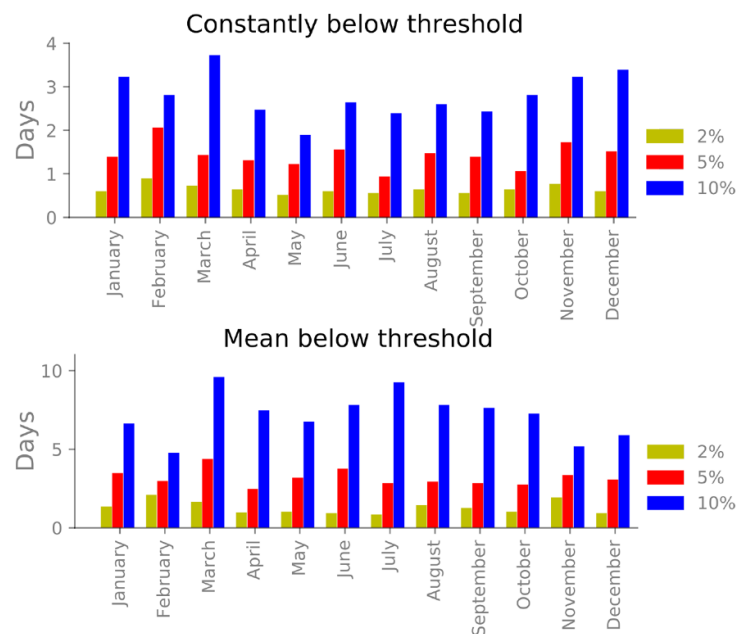 Constantly below threshold
Days
4
3
2
1
0
January
February
March
April
May
June
July
August
September
October
November
December
2%
5%
10%
Mean below threshold
Days
10
5
0
January
February
March
April
May
June
July
August
September
October
November
December
2%
5%
10%